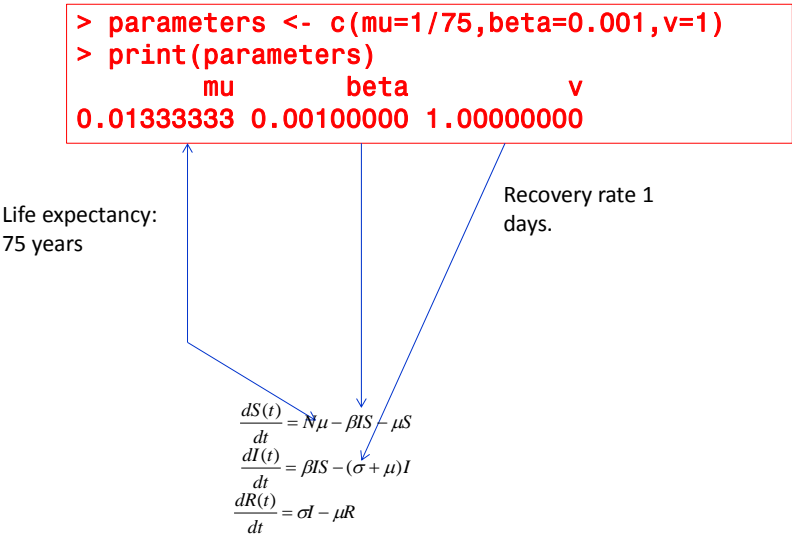 > parameters <- c(mu=1/75,beta=0.001,v=1)
> print(parameters)
mu beta v
0.01333333 0.00100000 1.00000000
Life expectancy:
75 years
Recovery rate 1
days.
dS(t)/dt = Nμ − βIS − μS
dI(t)/dt = βIS − (σ + μ)I
dR(t)/dt = σI − μR